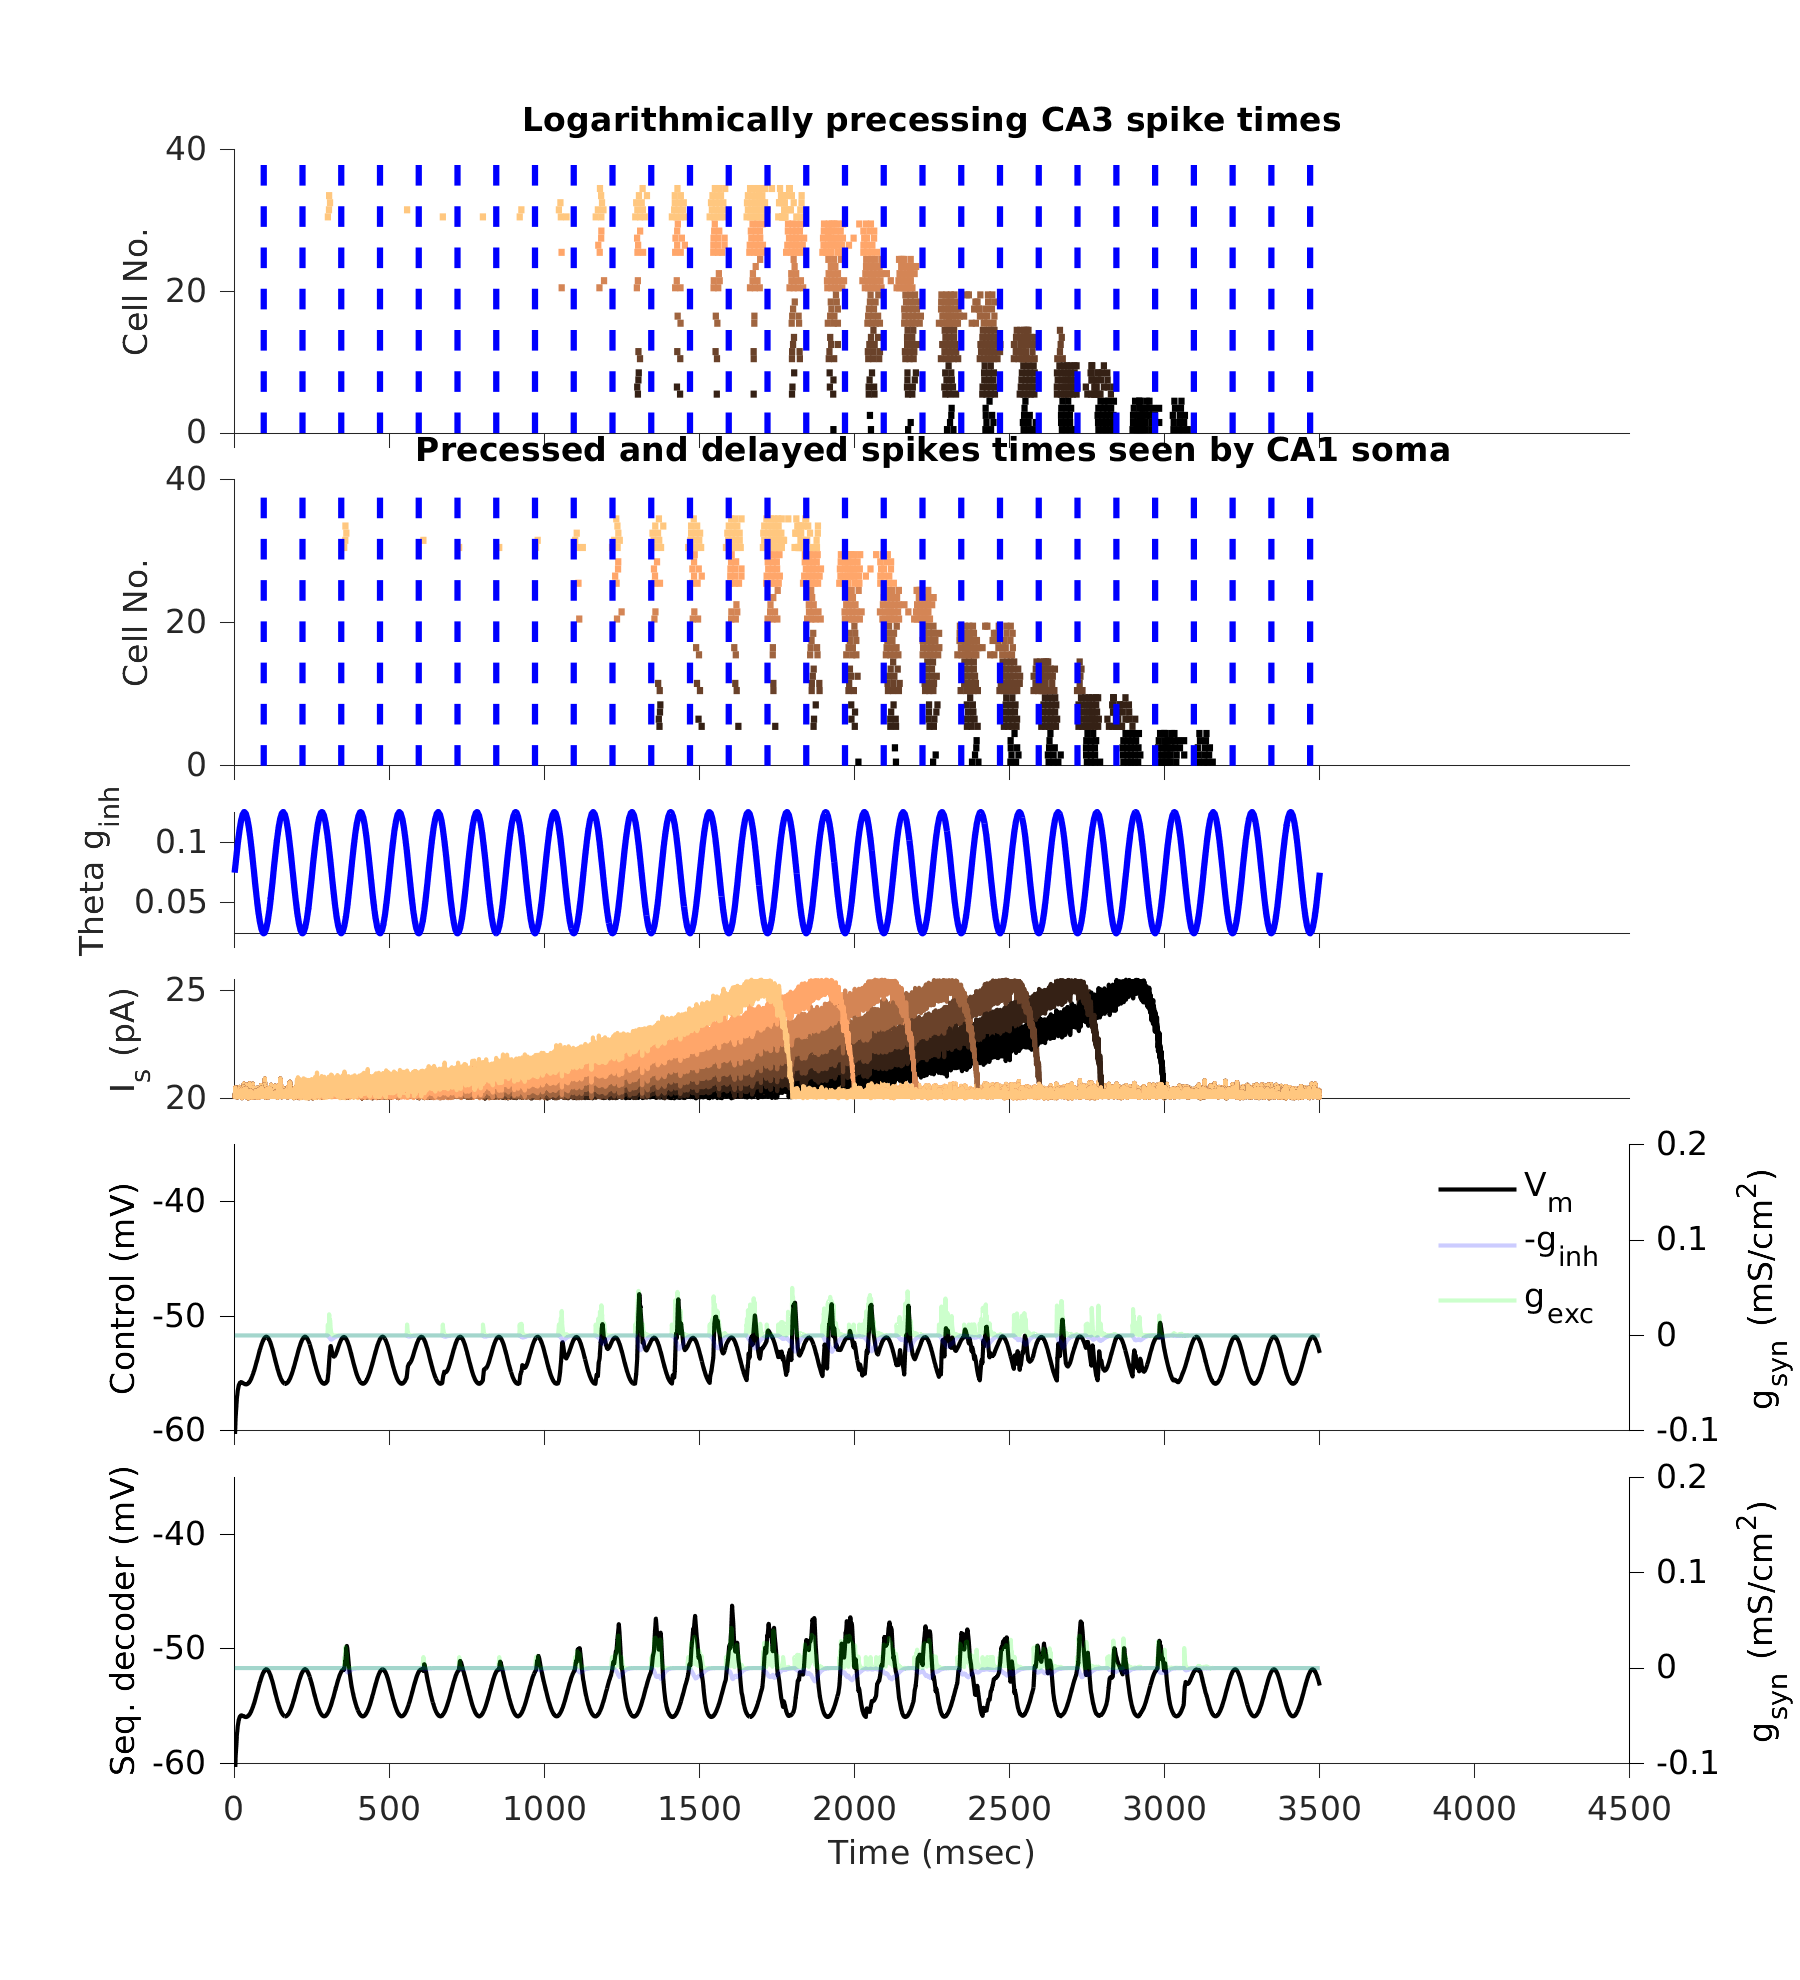 Logarithmically precessing CA3 spike times
40
20
0
Cell No.
Precessed and delayed spikes times seen by CA1 soma
40
20
0
Cell No.
0.1
0.05
Theta g_inh
25
20
I_s (pA)
-40
-50
-60
Control (mV)
V_m
-g_inh
g_exc
0.2
0.1
0
-0.1
g_syn (mS/cm^2)
-40
-50
-60
Seq. decoder (mV)
0.2
0.1
0
-0.1
g_syn (mS/cm^2)
0 500 1000 1500 2000 2500 3000 3500 4000 4500
Time (msec)